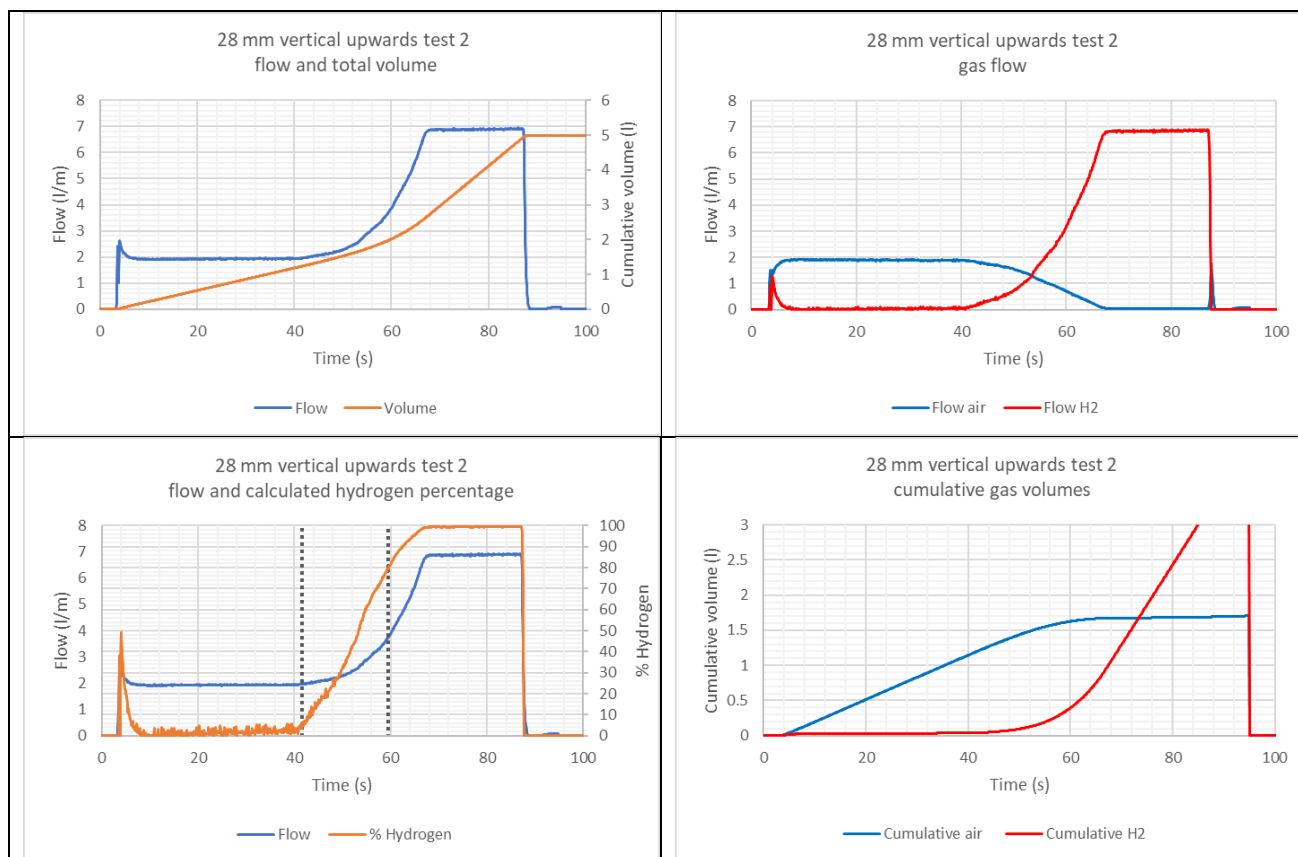 28 mm vertical upwards test 2
flow and total volume
8
7
6
5
4
3
2
1
0
Flow (l/m)
6
5
4
3
2
1
0
Cumulative volume (l)
0 20 40 60 80 100
Time (s)
Flow Volume
28 mm vertical upwards test 2
gas flow
8
7
6
5
4
3
2
1
0
Flow (l/m)
0 20 40 60 80 100
Time (s)
Flow air Flow H2
28 mm vertical upwards test 2
flow and calculated hydrogen percentage
8
7
6
5
4
3
2
1
0
Flow (l/m)
100
90
80
70
60
50
40
30
20
10
0
% Hydrogen
0 20 40 60 80 100
Time (s)
Flow % Hydrogen
28 mm vertical upwards test 2
cumulative gas volumes
3
2.5
2
1.5
1
0.5
0
Cumulative volume (l)
0 20 40 60 80 100
Time (s)
Cumulative air Cumulative H2